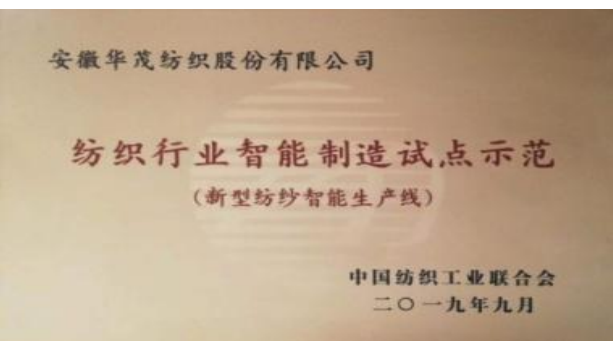 安徽华茂纺织股份有限公司
纺织行业智能制造试点示范
(新型纺纱智能生产线)
中国纺织工业联合会
二〇一九年九月